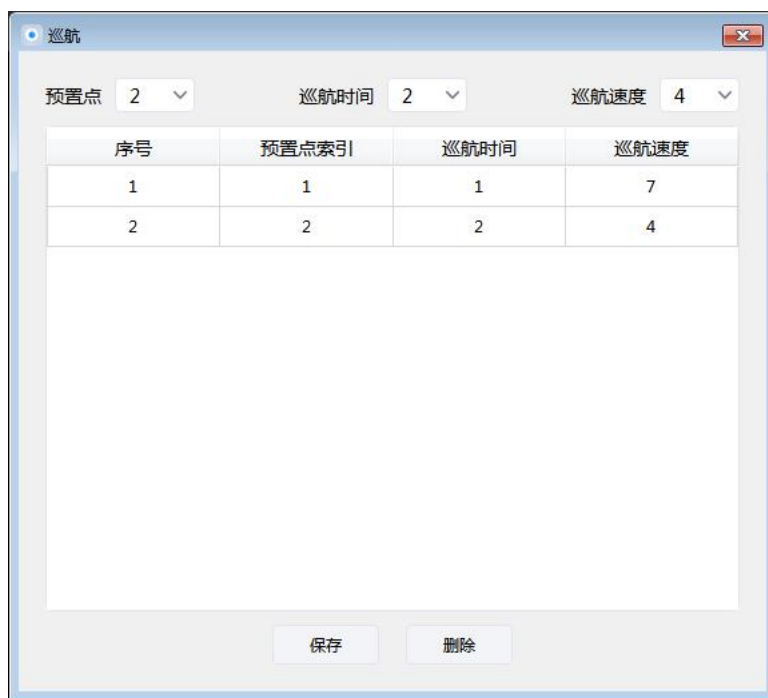 巡航
预置点 2 巡航时间 2 巡航速度 4
序号 预置点索引 巡航时间 巡航速度
1 1 1 7
2 2 2 4
保存 删除